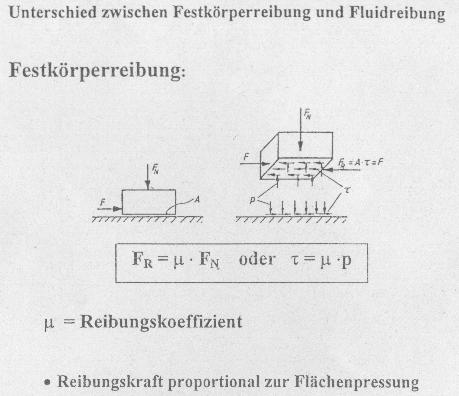 Unterschied zwischen Festkörperreibung und Fluidreibung
Festkörperreibung:
F_N
F
A
F_N
F
F_R = A·τ = F
p
τ
F_R = μ · F_N oder τ = μ ·p
μ = Reibungskoeffizient
• Reibungskraft proportional zur Flächenpressung